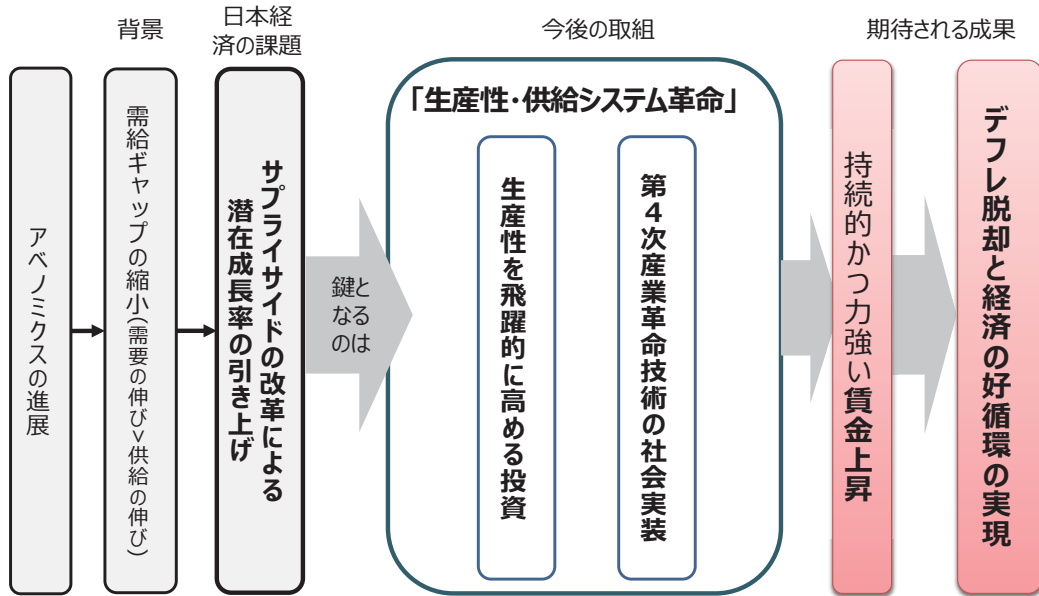 背景
日本経
済の課題
今後の取組
期待される成果
アベノミクスの進展
需給ギャップの縮小(需要の伸び＞供給の伸び)
サプライサイドの改革による
潜在成長率の引き上げ
鍵と
なるの
のは
「生産性・供給システム革命」
生産性を飛躍的に高める投資
第４次産業革命技術の社会実装
持続的かつ力強い賃金上昇
デフレ脱却と経済の好循環の実現